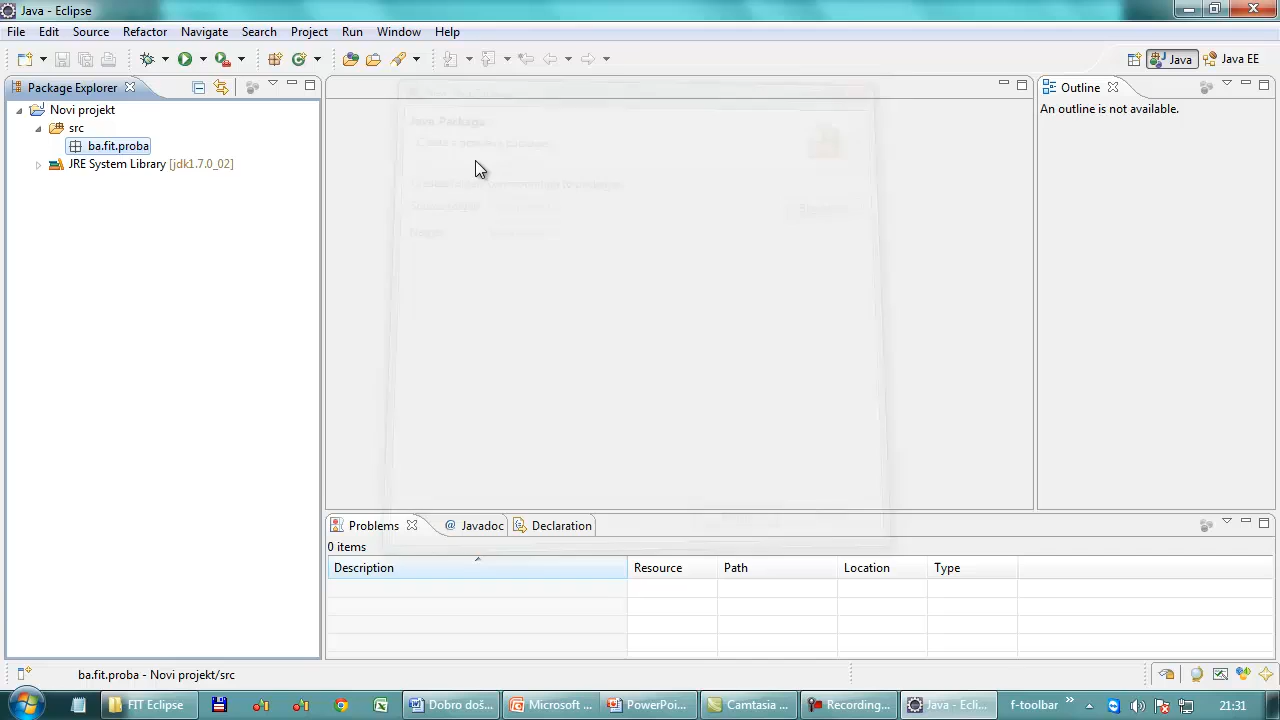 Java - Eclipse
File Edit Source Refactor Navigate Search Project Run Window Help
Java
Java EE
Package Explorer
Outline
Novi projekt
An outline is not available.
src
ba.fit.proba
JRE System Library [jdk1.7.0_02]
Java Package
Problems
@ Javadoc
Declaration
0 items
Description Resource Path Location Type
ba.fit.proba - Novi projekt/src
FIT Eclipse
Dobro doš...
Microsoft ...
PowerPoi...
Camtasia ...
Recording...
Java - Ecli...
f-toolbar
21:31